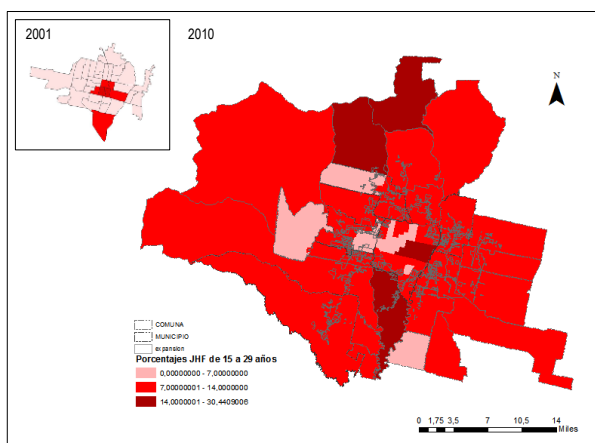 2001
2010
N
COMUNA
MUNICIPIO
expansión
Porcentajes JHF de 15 a 29 años
0,00000000 - 7,00000000
7,00000001 - 14,0000000
14,0000001 - 30,4409006
0 1,75 3,5 7 10,5 14
Miles